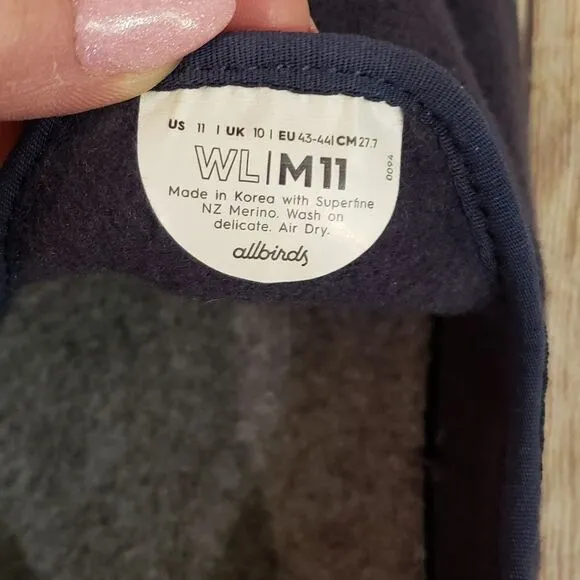 US 11 | UK 10 | EU 43-44 | CM 27.7
WL|M11
Made in Korea with Superfine
NZ Merino. Wash on
delicate. Air Dry.
allbirds
0094